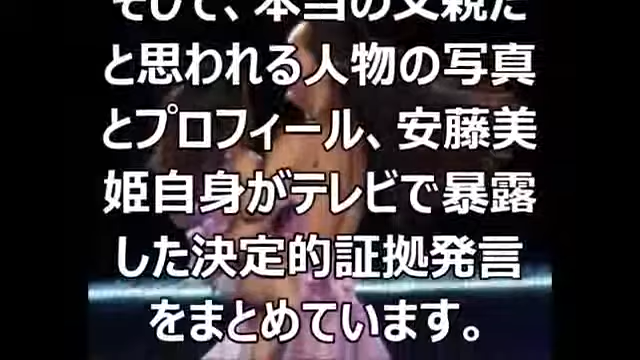 そして、本当の父親だ
と思われる人物の写真
とプロフィール、安藤美
姫自身がテレビで暴露
した決定的証拠発言
をまとめています。